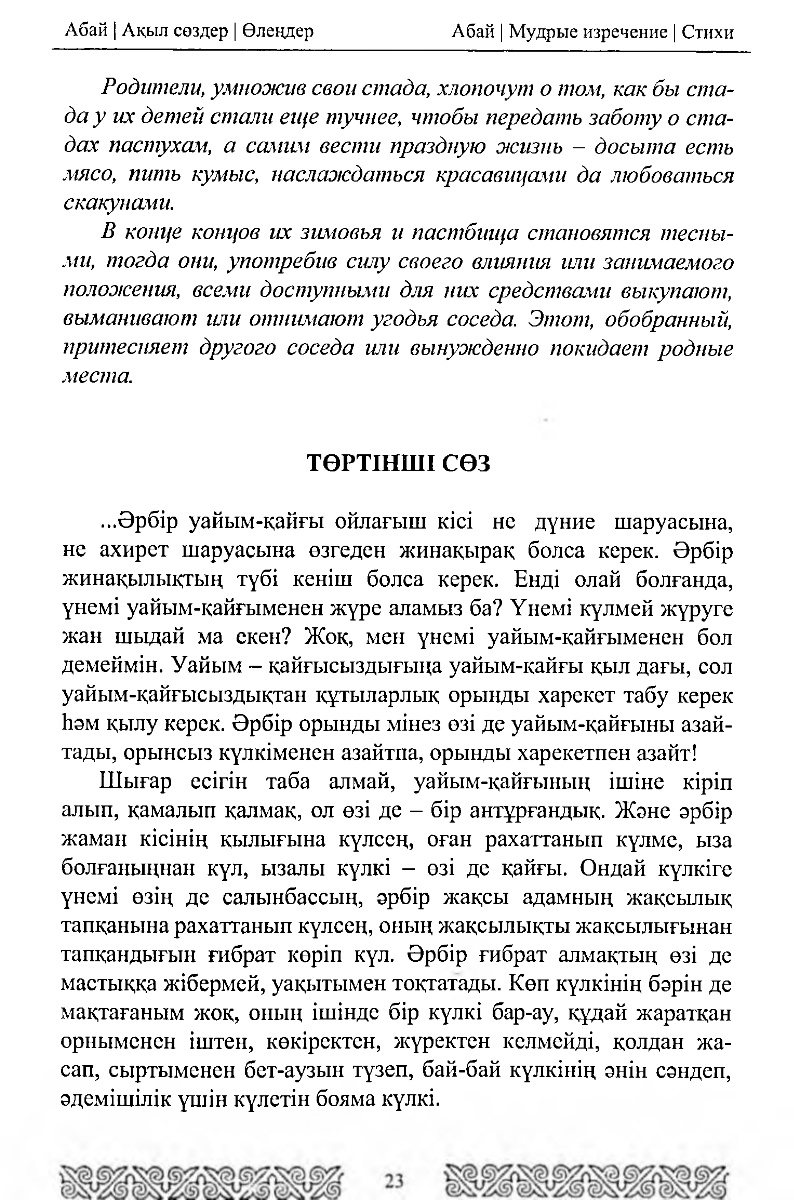 Абай | Ақыл сөздер | Өлеңдер Абай | Мудрые изречение | Стихи
Родители, умножив свои стада, хлопочут о том, как бы ста-
да у их детей стали еще тучнее, чтобы передать заботу о ста-
дах пастухам, а самим вести праздную жизнь – досыта есть
мясо, пить кумыс, наслаждаться красавицами да любоваться
скакунами.
В конце концов их зимовья и пастбища становятся тесны-
ми, тогда они, употребив силу своего влияния или занимаемого
положения, всеми доступными для них средствами выкупают,
выманивают или отнимают угодья соседа. Этот, обобранный,
притесняет другого соседа или вынужденно покидает родные
места.
ТӨРТІНШІ СӨЗ
...Әрбір уайым-қайғы ойлағыш кісі не дүние шаруасына,
не ахирет шаруасына өзгеден жинақырақ болса керек. Әрбір
жинақылықтың түбі кеніш болса керек. Енді олай болғанда,
үнемі уайым-қайғыменен жүре аламыз ба? Үнемі күлмей жүруге
жан шыдай ма екен? Жоқ, мен үнемі уайым-қайғыменен бол
демеймін. Уайым – қайғысыздығыңа уайым-қайғы қыл дағы, сол
уайым-қайғысыздықтан құтыларлық орынды харекет табу керек
һәм қылу керек. Әрбір орынды мінез өзі де уайым-қайғыны азай-
тады, орынсыз күлкіменен азайтпа, орынды харекетпен азайт!
Шығар есігін таба алмай, уайым-қайғының ішіне кіріп
алып, қамалып қалмақ, ол өзі де – бір антұрғандық. Және әрбір
жаман кісінің қылығына күлсең, оған рахаттанып күлме, ыза
болғаныңнан күл, ызалы күлкі – өзі де қайғы. Ондай күлкіге
үнемі өзің де салынбассың, әрбір жақсы адамның жақсылық
тапқанына рахаттанып күлсең, оның жақсылықты жақсылығынан
тапқандығын ғибрат көріп күл. Әрбір ғибрат алмақтың өзі де
мастыққа жібермей, уақытымен тоқтатады. Көп күлкінің бәрін де
мақтағаным жоқ, оның ішінде бір күлкі бар-ау, құдай жаратқан
орныменен іштен, көкіректен, жүректен келмейді, қолдан жа-
сап, сыртыменен бет-аузын түзеп, бай-бай күлкінің әнін сәндеп,
әдемішілік үшін күлетін бояма күлкі.
23